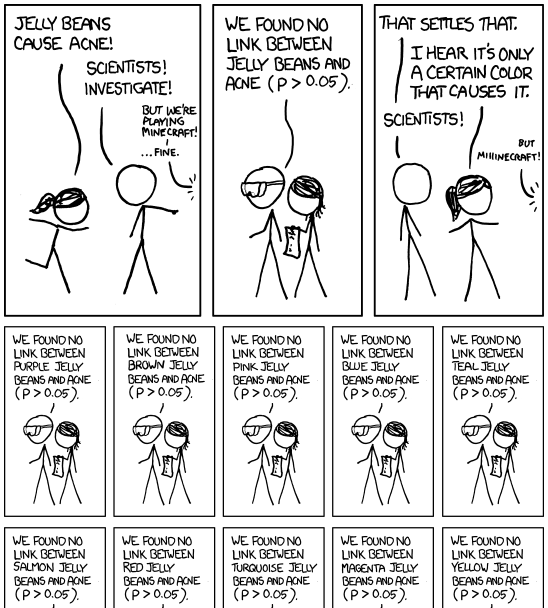 JELLY BEANS
CAUSE ACNE!
SCIENTISTS!
INVESTIGATE!
BUT WE'RE
PLAYING
MINECRAFT!
...FINE.
WE FOUND NO
LINK BETWEEN
JELLY BEANS AND
ACNE (P > 0.05).
THAT SETTLES THAT.
I HEAR IT'S ONLY
A CERTAIN COLOR
THAT CAUSES IT.
SCIENTISTS!
BUT
MIIINECRAFT!
WE FOUND NO
LINK BETWEEN
PURPLE JELLY
BEANS AND ACNE
(P > 0.05).
WE FOUND NO
LINK BETWEEN
BROWN JELLY
BEANS AND ACNE
(P > 0.05).
WE FOUND NO
LINK BETWEEN
PINK JELLY
BEANS AND ACNE
(P > 0.05).
WE FOUND NO
LINK BETWEEN
BLUE JELLY
BEANS AND ACNE
(P > 0.05).
WE FOUND NO
LINK BETWEEN
TEAL JELLY
BEANS AND ACNE
(P > 0.05).
WE FOUND NO
LINK BETWEEN
SALMON JELLY
BEANS AND ACNE
(P > 0.05).
WE FOUND NO
LINK BETWEEN
RED JELLY
BEANS AND ACNE
(P > 0.05).
WE FOUND NO
LINK BETWEEN
TURQUOISE JELLY
BEANS AND ACNE
(P > 0.05).
WE FOUND NO
LINK BETWEEN
MAGENTA JELLY
BEANS AND ACNE
(P > 0.05).
WE FOUND NO
LINK BETWEEN
YELLOW JELLY
BEANS AND ACNE
(P > 0.05).